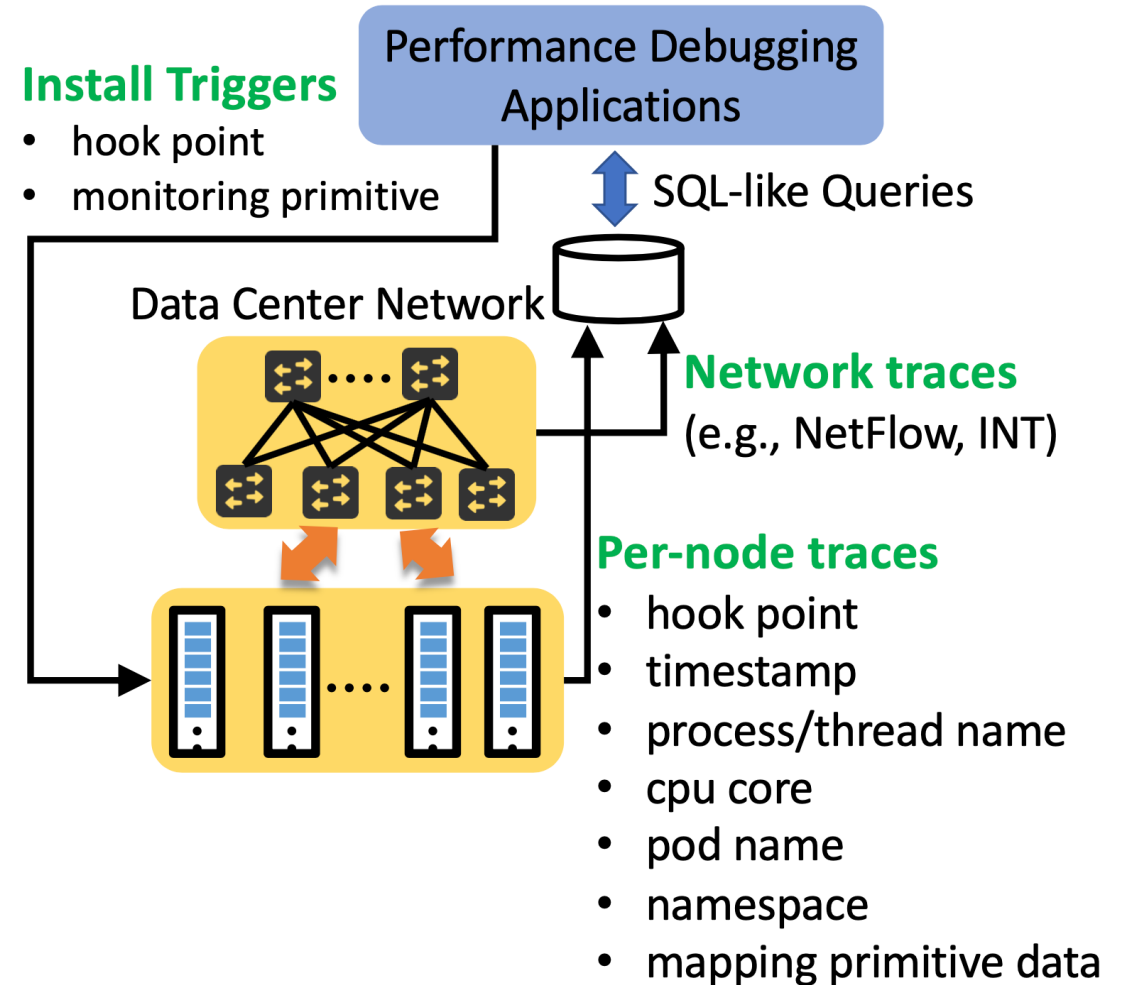 Performance Debugging
Applications
Install Triggers
• hook point
• monitoring primitive
SQL-like Queries
Data Center Network
Network traces
(e.g., NetFlow, INT)
Per-node traces
• hook point
• timestamp
• process/thread name
• cpu core
• pod name
• namespace
• mapping primitive data